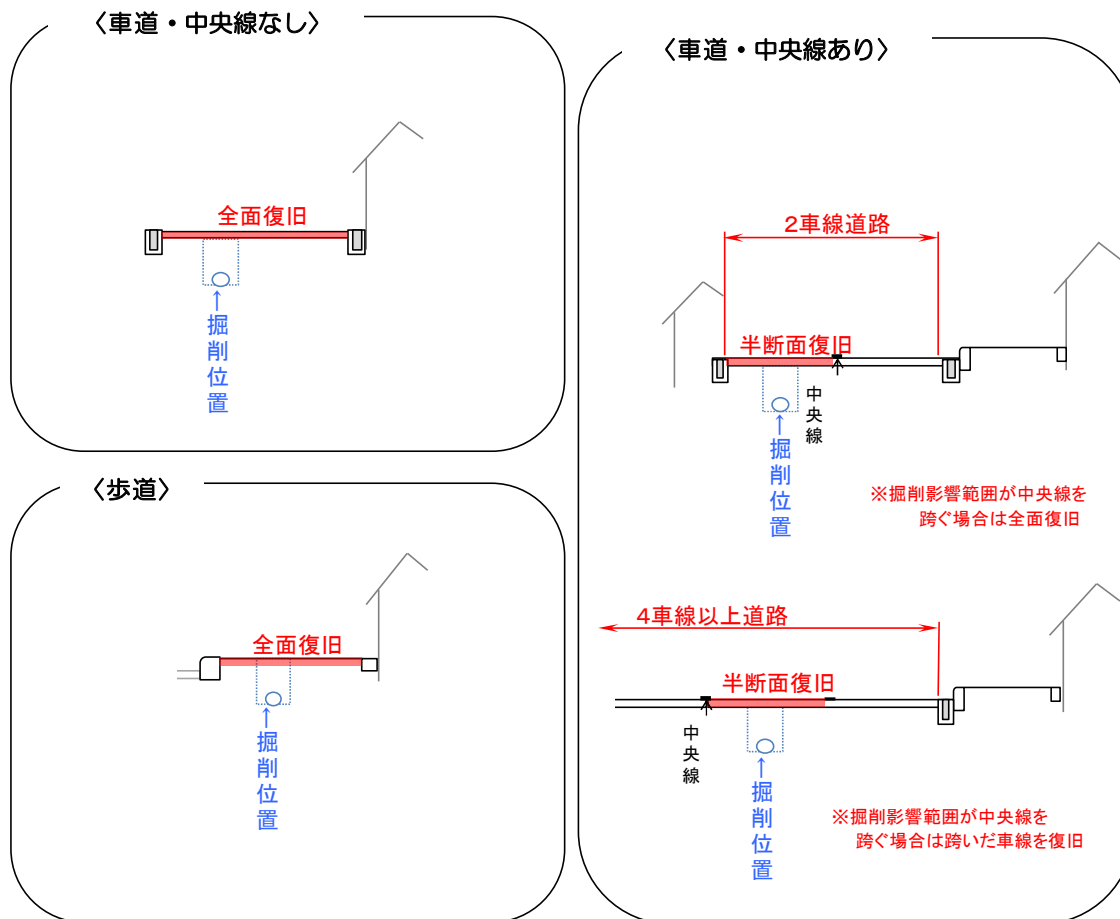 〈車道・中央線なし〉
全面復旧
↑
掘削位置
〈歩道〉
全面復旧
↑
掘削位置
〈車道・中央線あり〉
2車線道路
半断面復旧
中央線
↑
掘削位置
※掘削影響範囲が中央線を
跨ぐ場合は全面復旧
4車線以上道路
半断面復旧
中央線
↑
掘削位置
※掘削影響範囲が中央線を
跨ぐ場合は跨いだ車線を復旧